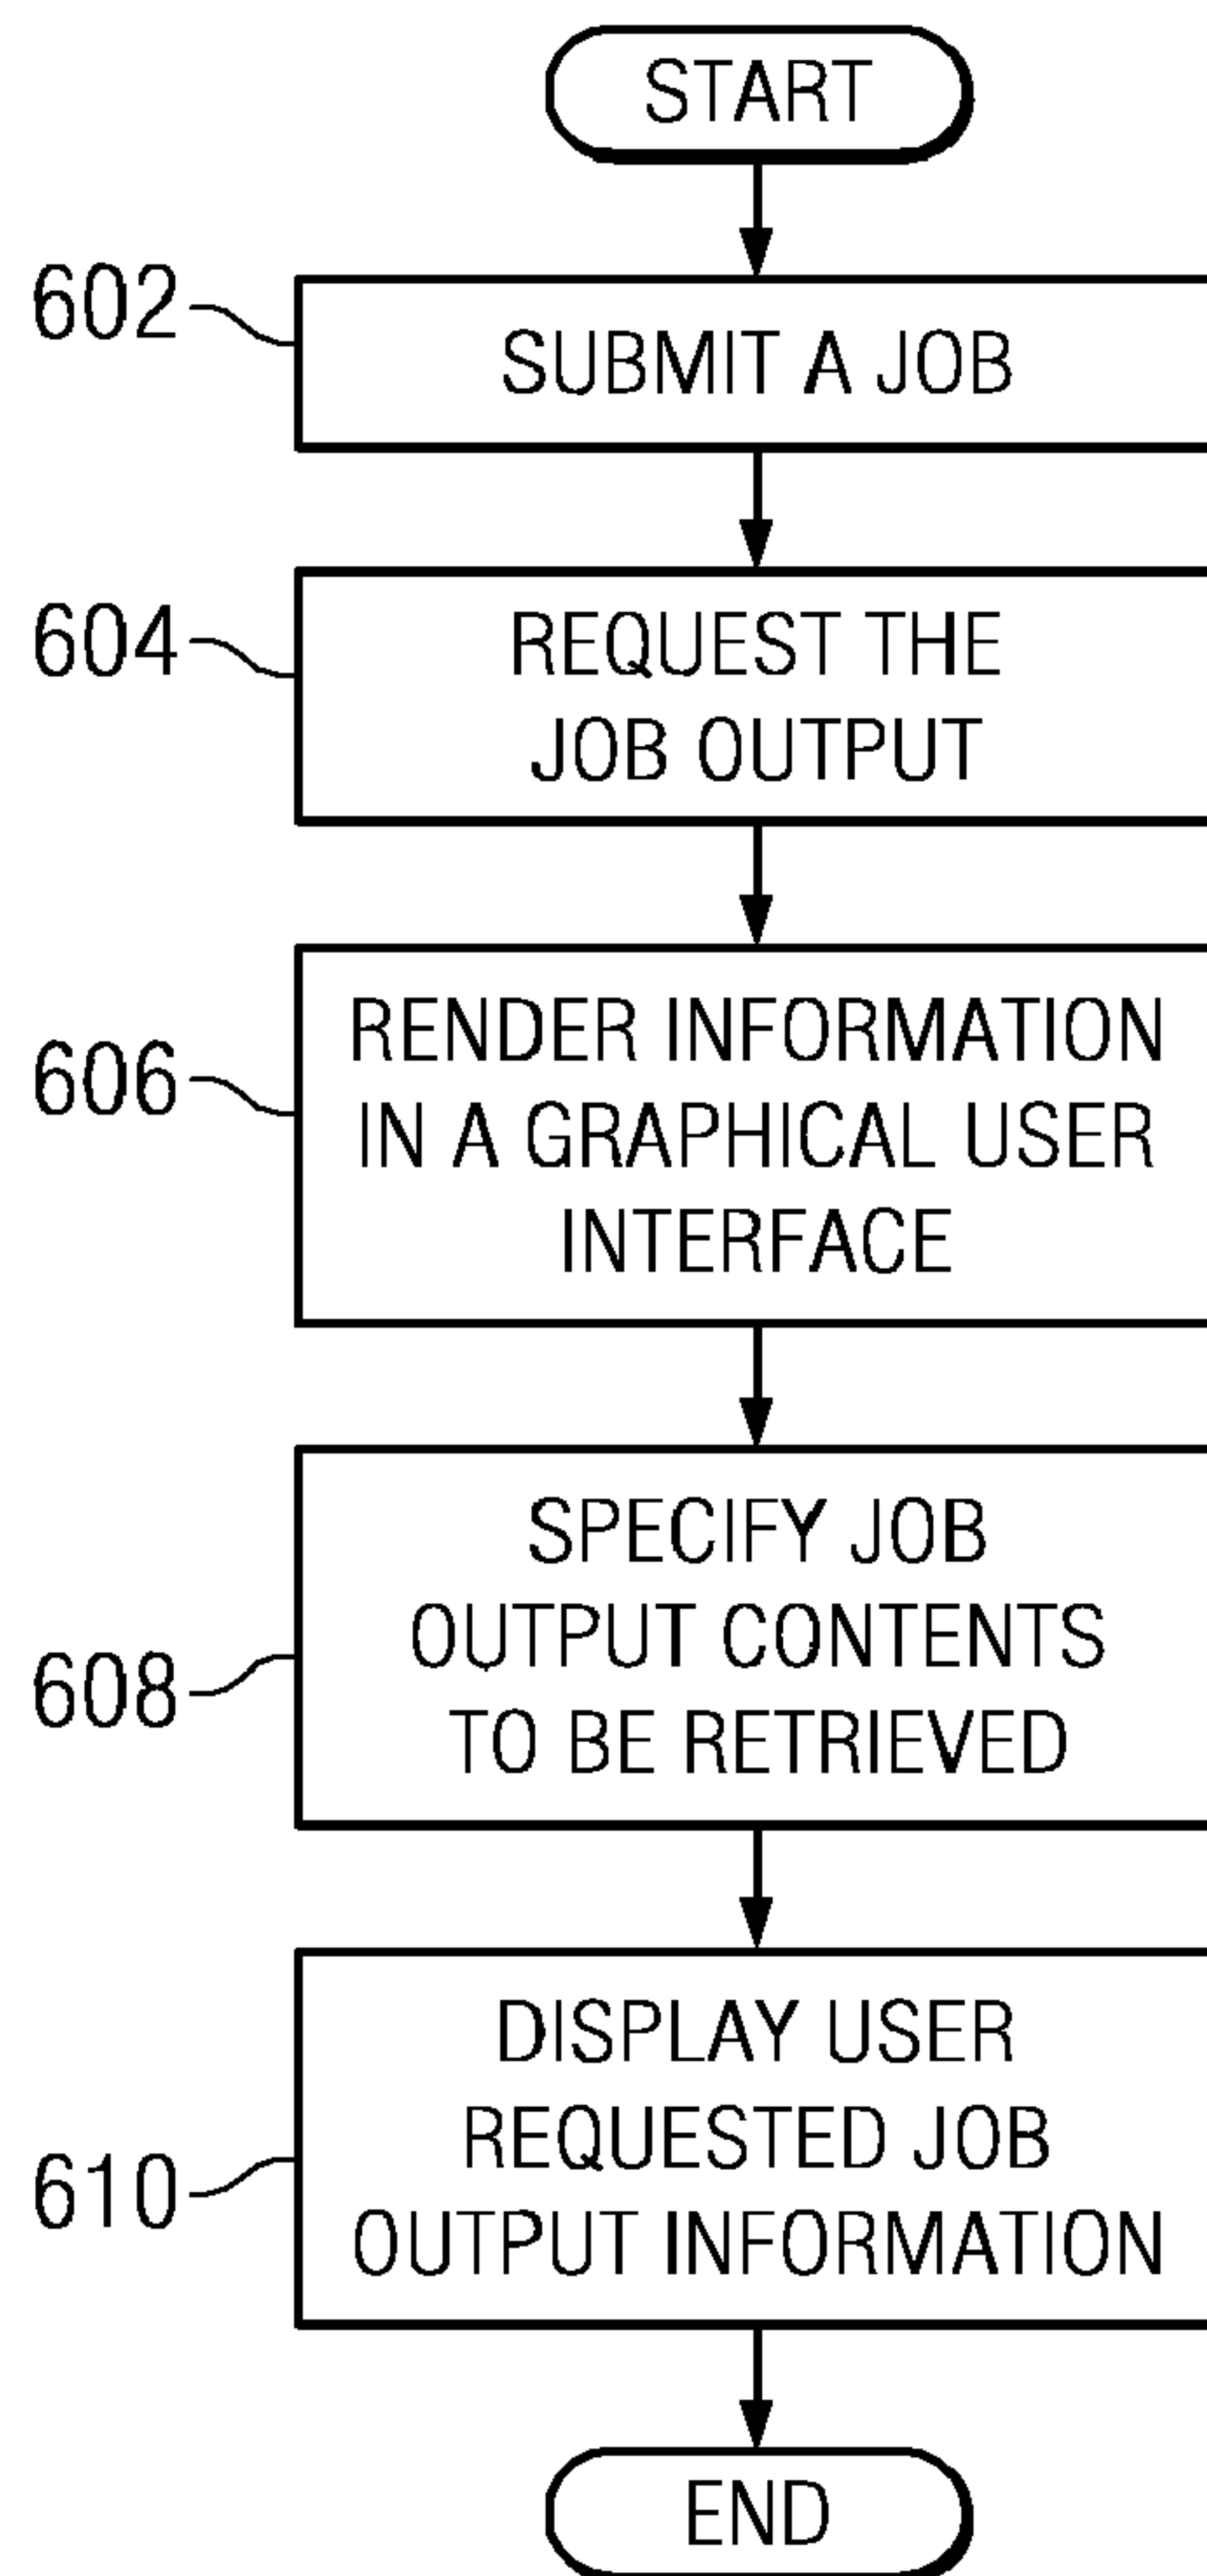 START
602
SUBMIT A JOB
604
REQUEST THE
JOB OUTPUT
606
RENDER INFORMATION
IN A GRAPHICAL USER
INTERFACE
608
SPECIFY JOB
OUTPUT CONTENTS
TO BE RETRIEVED
610
DISPLAY USER
REQUESTED JOB
OUTPUT INFORMATION
END